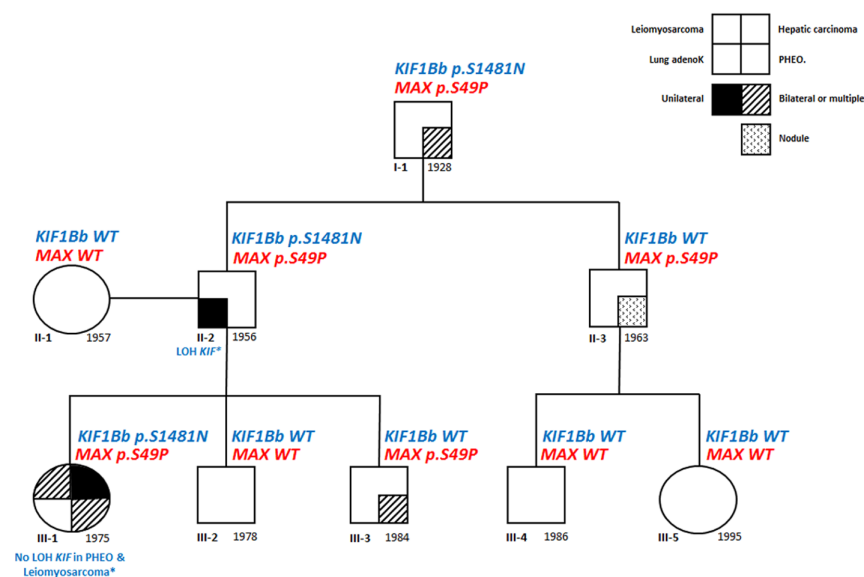 Leiomyosarcoma Hepatic carcinoma
Lung adenoK PHEO.
Unilateral Bilateral or multiple
Nodule
KIF1Bb p.S1481N
MAX p.S49P
I-1 1928
KIF1Bb WT
MAX WT
II-1 1957
KIF1Bb p.S1481N
MAX p.S49P
II-2 1956
LOH KIF*
KIF1Bb WT
MAX p.S49P
II-3 1963
KIF1Bb p.S1481N
MAX p.S49P
III-1 1975
No LOH KIF in PHEO &
Leiomyosarcoma*
KIF1Bb WT
MAX WT
III-2 1978
KIF1Bb WT
MAX p.S49P
III-3 1984
KIF1Bb WT
MAX WT
III-4 1986
KIF1Bb WT
MAX WT
III-5 1995